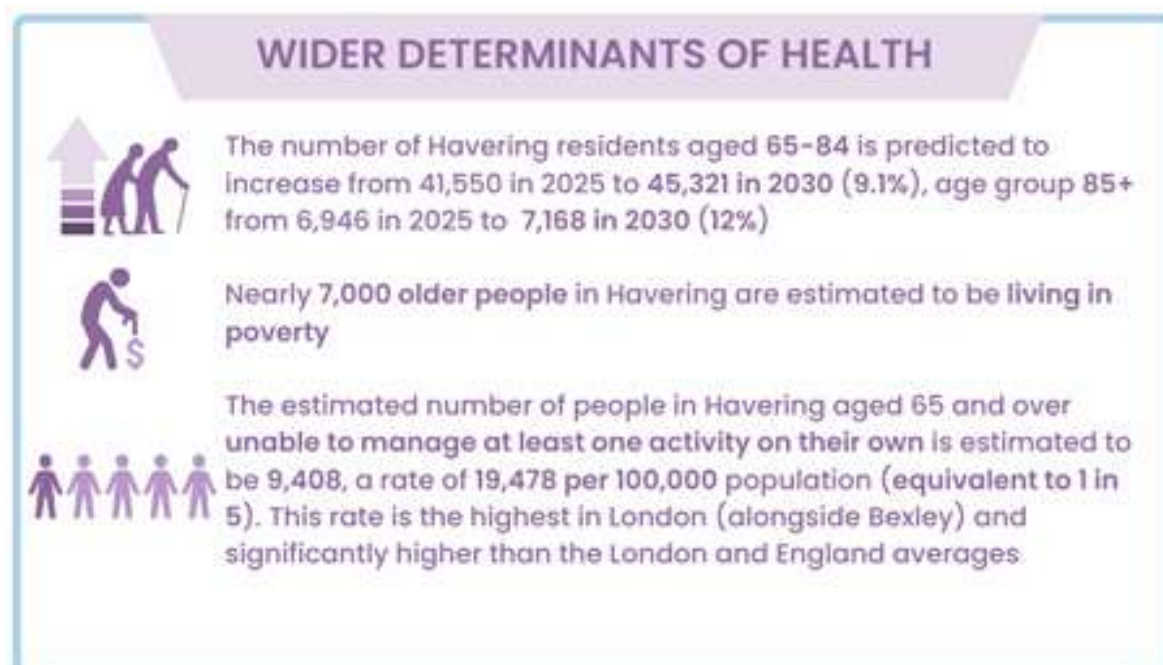 WIDER DETERMINANTS OF HEALTH
The number of Havering residents aged 65-84 is predicted to
increase from 41,550 in 2025 to 45,321 in 2030 (9.1%), age group 85+
from 6,946 in 2025 to 7,168 in 2030 (12%)
Nearly 7,000 older people in Havering are estimated to be living in
poverty
$
The estimated number of people in Havering aged 65 and over
unable to manage at least one activity on their own is estimated to
be 9,408, a rate of 19,478 per 100,000 population (equivalent to 1 in
5). This rate is the highest in London (alongside Bexley) and
significantly higher than the London and England averages